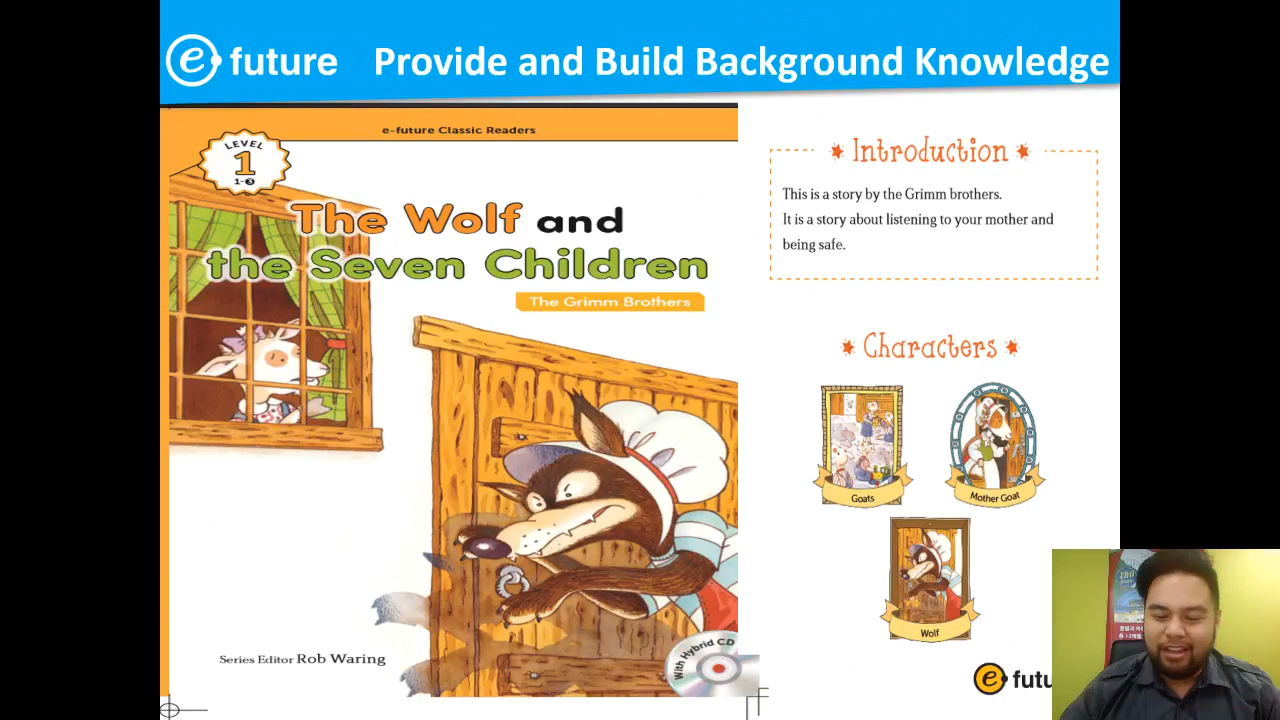 e future Provide and Build Background Knowledge
e-future Classic Readers
LEVEL
1
1-3
The Wolf and
the Seven Children
The Grimm Brothers
Series Editor Rob Waring
With Hybrid CD
Introduction
This is a story by the Grimm brothers.
It is a story about listening to your mother and
being safe.
Characters
Goats
Mother Goat
Wolf
e futu